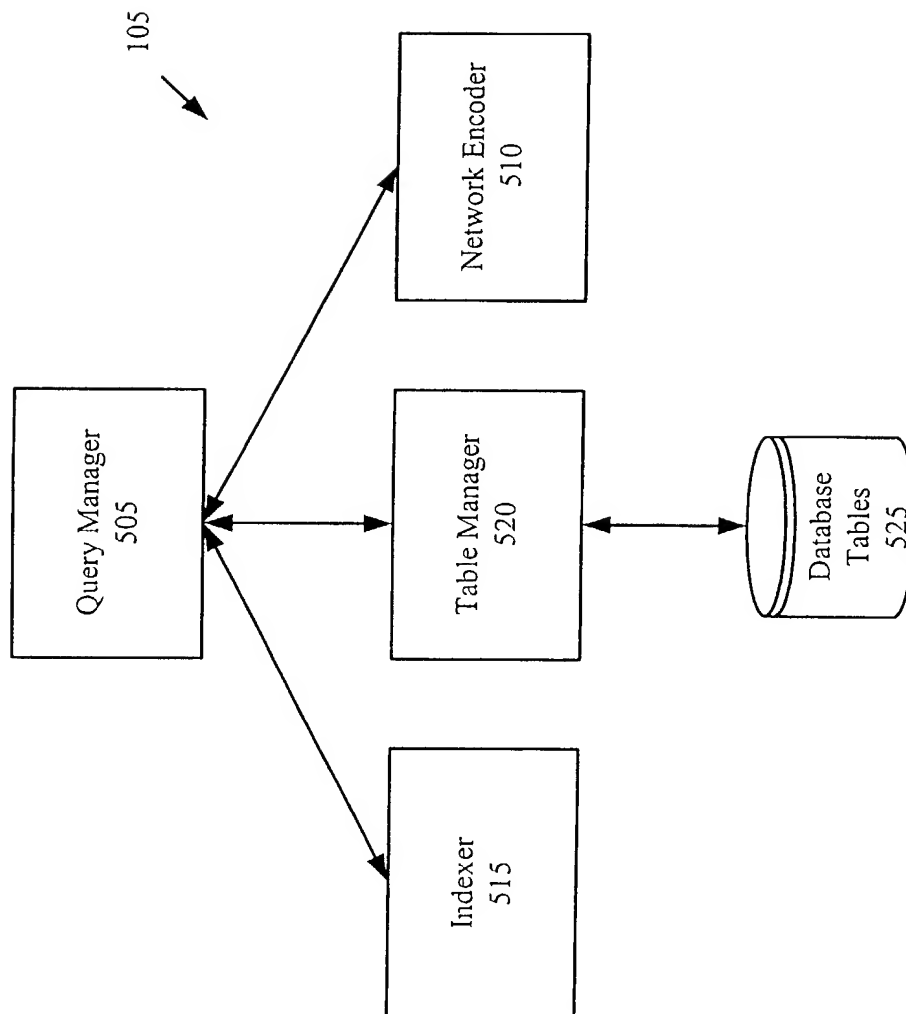 105
Query Manager
505
Network Encoder
510
Table Manager
520
Indexer
515
Database
Tables
525